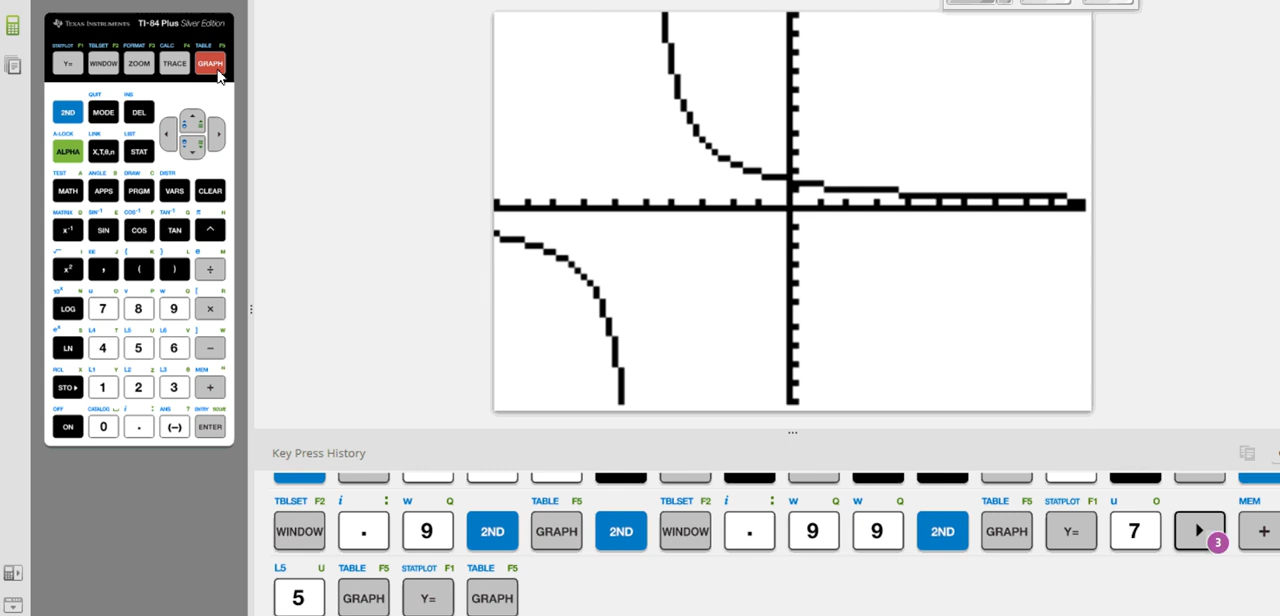 TEXAS INSTRUMENTS TI-84 Plus Silver Edition
STATPLOT F1 TBLSET F2 FORMAT F3 CALC F4 TABLE F5
Y= WINDOW ZOOM TRACE GRAPH
QUIT INS
2ND MODE DEL
A-LOCK LINK LIST
ALPHA X,T,θ,n STAT
TEST A ANGLE B DRAW C DISTR
MATH APPS PRGM VARS CLEAR
MATRIX D SIN⁻¹ E COS⁻¹ F TAN⁻¹ G π H
x⁻¹ SIN COS TAN ^
√ I EE J { K } L e M
x² , ( ) ÷
10ˣ N u O v P w Q [ R
LOG 7 8 9 ×
eˣ S L4 T L5 U L6 V ] W
LN 4 5 6 −
RCL X L1 Y L2 Z L3 θ MEM "
STO▸ 1 2 3 +
OFF CATALOG ⎵ i : ANS ? ENTRY SOLVE
ON 0 . (−) ENTER
Key Press History
TBLSET F2 i : w Q TABLE F5 TBLSET F2 i : w Q w Q TABLE F5 STATPLOT F1 u O MEM
WINDOW . 9 2ND GRAPH 2ND WINDOW . 9 9 2ND GRAPH Y= 7 3 +
L5 U TABLE F5 STATPLOT F1 TABLE F5
5 GRAPH Y= GRAPH